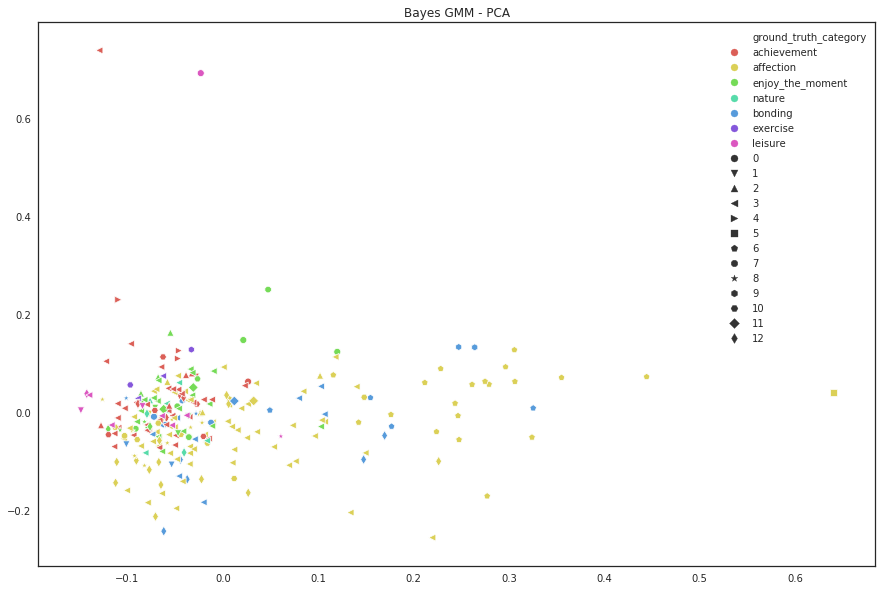 Bayes GMM - PCA
ground_truth_category
achievement
affection
enjoy_the_moment
nature
bonding
exercise
leisure
0
1
2
3
4
5
6
7
8
9
10
11
12
0.6
0.4
0.2
0.0
−0.2
−0.1
0.0
0.1
0.2
0.3
0.4
0.5
0.6